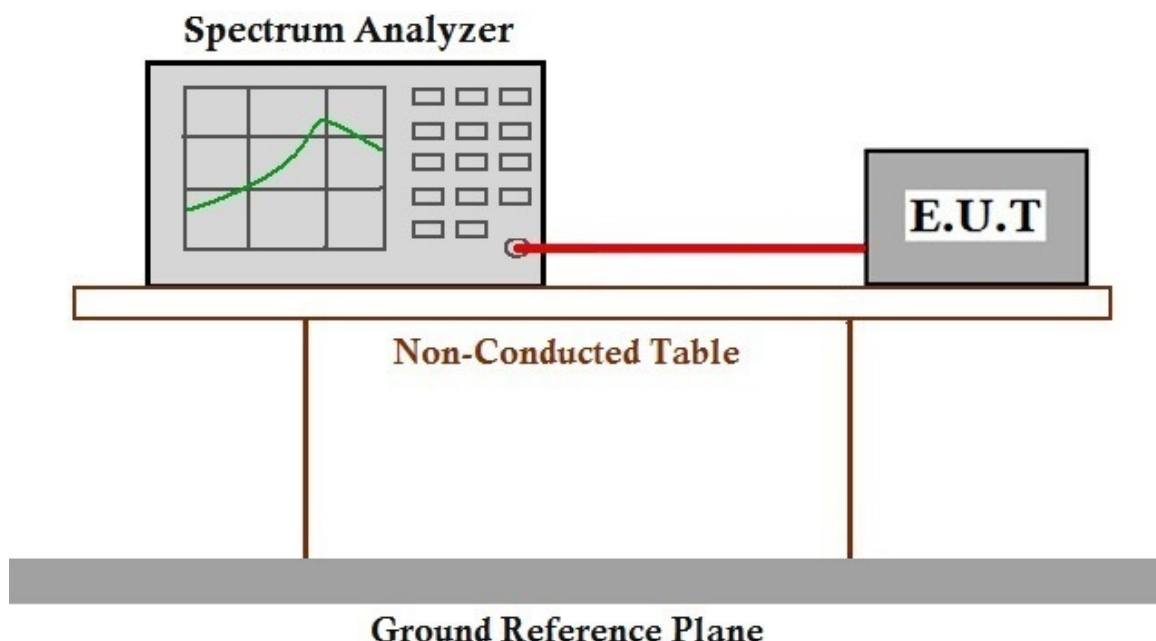 Spectrum Analyzer
E.U.T
Non-Conducted Table
Ground Reference Plane